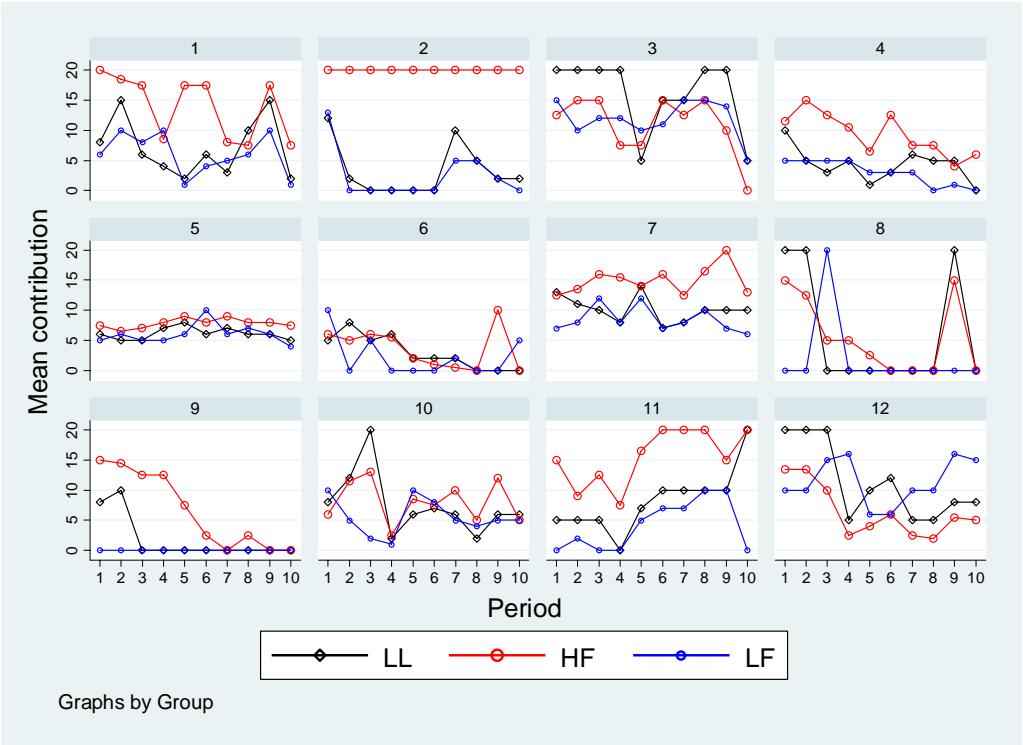 Mean contribution
1 2 3 4
0 5 10 15 20
5 6 7 8
0 5 10 15 20
9 10 11 12
0 5 10 15 20
1 2 3 4 5 6 7 8 9 10 1 2 3 4 5 6 7 8 9 10 1 2 3 4 5 6 7 8 9 10 1 2 3 4 5 6 7 8 9 10
Period
LL HF LF
Graphs by Group